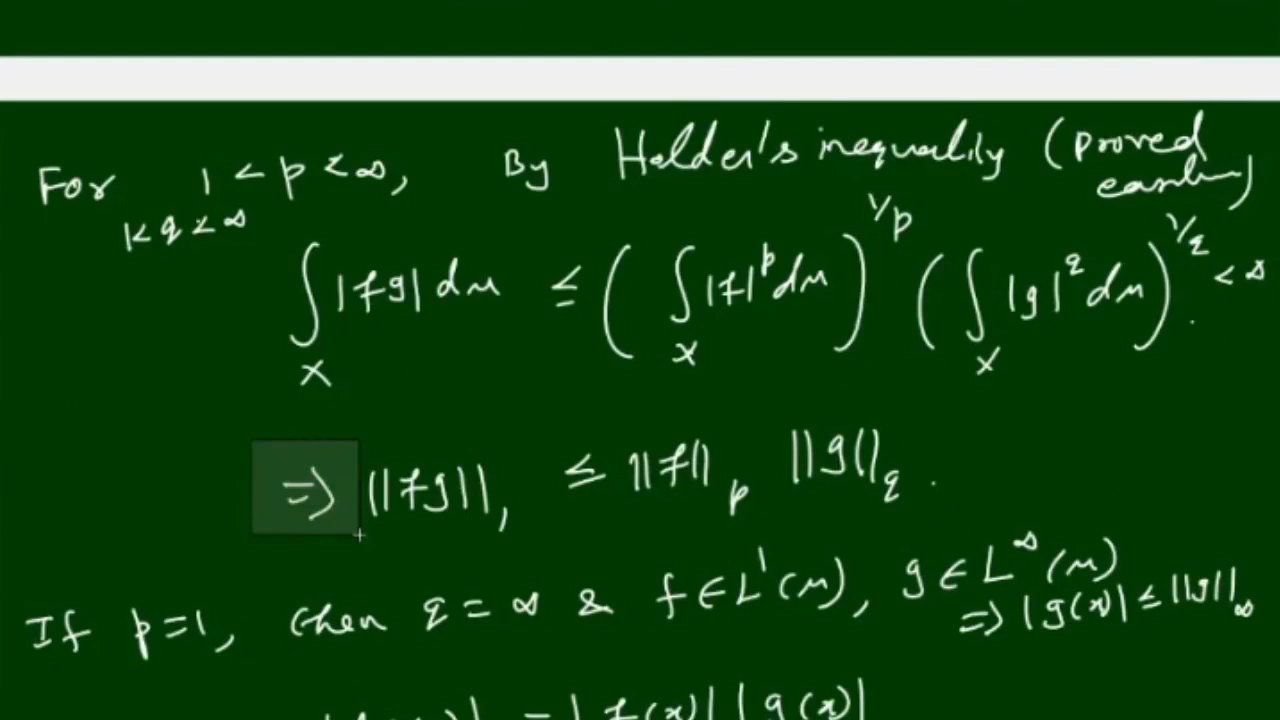 For 1 < p < ∞, By Holder's inequality (proved earlier)
1 < q < ∞
∫_X |fg| dμ ≤ ( ∫_X |f|^p dμ )^{1/p} ( ∫_X |g|^q dμ )^{1/q} < ∞.
=> ||fg||_1 ≤ ||f||_p ||g||_q.
If p=1, then q = ∞ & f ∈ L^1(μ), g ∈ L^∞(μ)
=> |g(x)| ≤ ||g||_∞
= |f(x)| |g(x)|